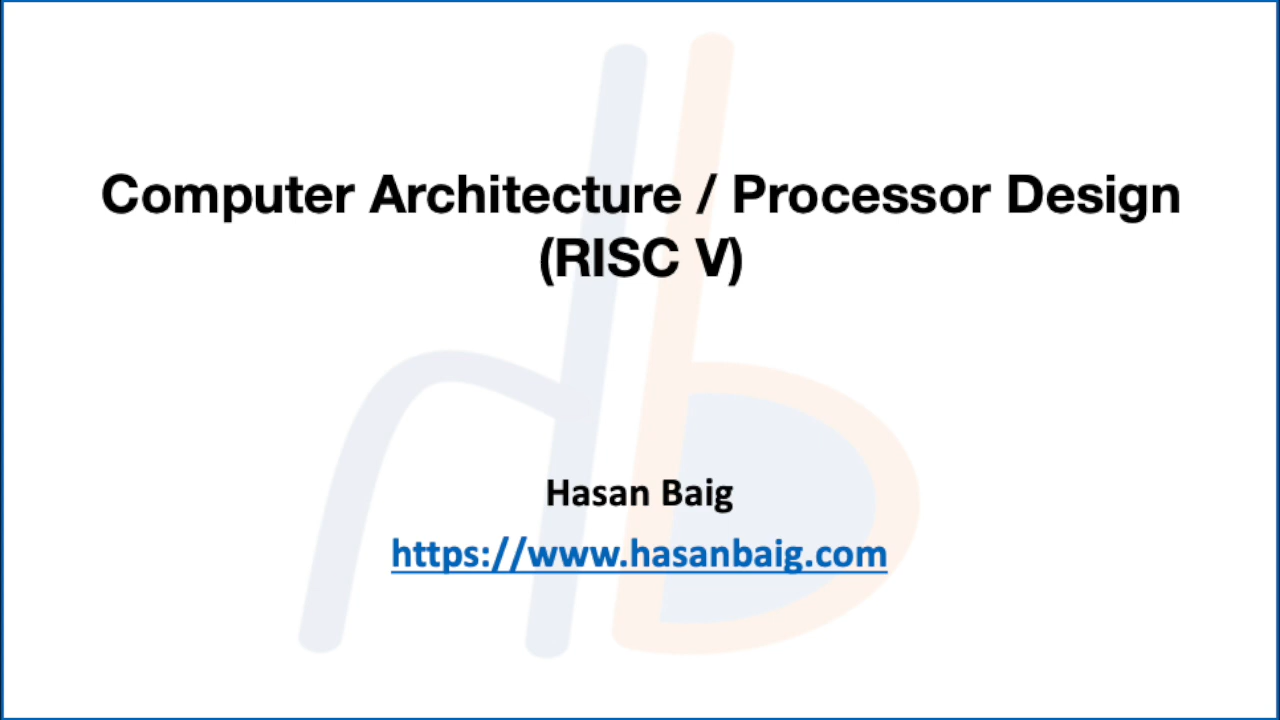 Computer Architecture / Processor Design
(RISC V)
Hasan Baig
https://www.hasanbaig.com